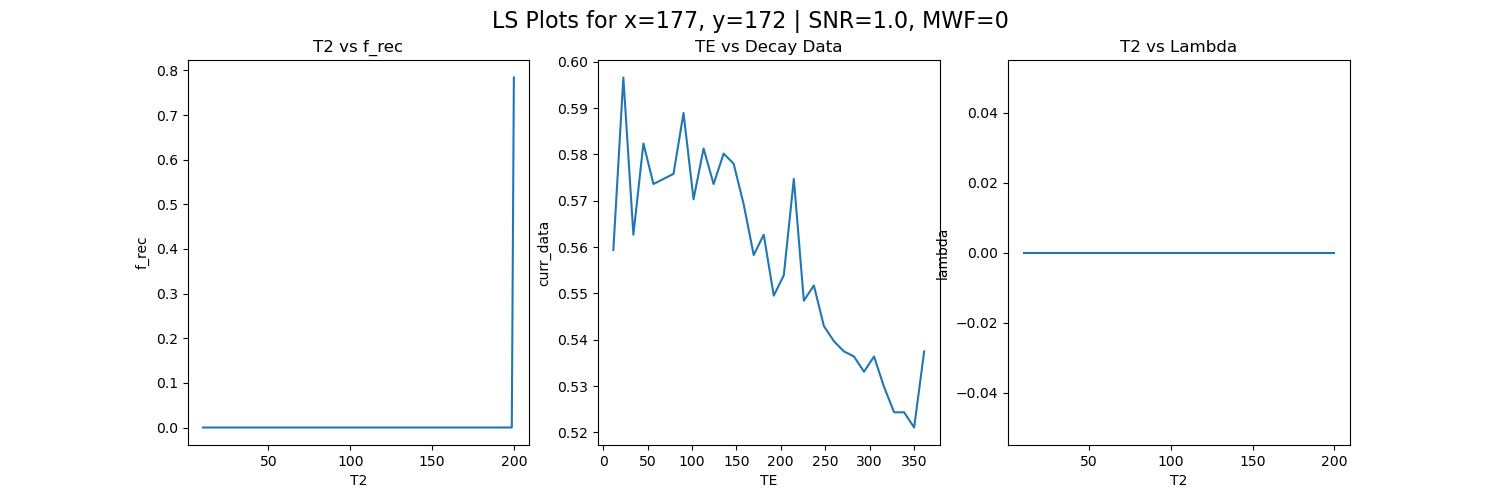 LS Plots for x=177, y=172 | SNR=1.0, MWF=0
T2 vs f_rec
0.8
0.7
0.6
0.5
0.4
0.3
0.2
0.1
0.0
f_rec
50 100 150 200
T2
TE vs Decay Data
0.60
0.59
0.58
0.57
0.56
0.55
0.54
0.53
0.52
curr_data
0 50 100 150 200 250 300 350
TE
T2 vs Lambda
0.04
0.02
0.00
−0.02
−0.04
lambda
50 100 150 200
T2